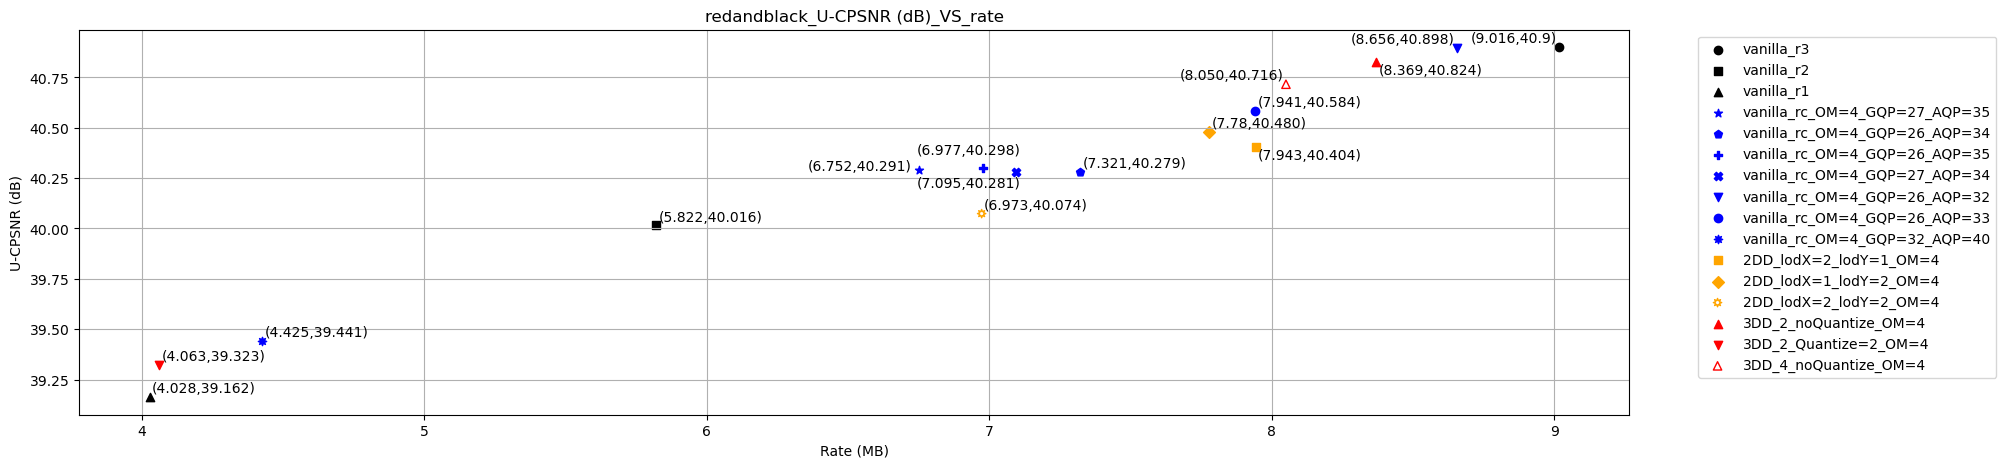 redandblack_U-CPSNR (dB)_VS_rate
U-CPSNR (dB)
40.75
40.50
40.25
40.00
39.75
39.50
39.25
(8.656,40.898)
(9.016,40.9)
(8.369,40.824)
(8.050,40.716)
(7.941,40.584)
(7.78,40.480)
(7.943,40.404)
(6.977,40.298)
(6.752,40.291)
(7.321,40.279)
(7.095,40.281)
(6.973,40.074)
(5.822,40.016)
(4.425,39.441)
(4.063,39.323)
(4.028,39.162)
4
5
6
7
8
9
Rate (MB)
vanilla_r3
vanilla_r2
vanilla_r1
vanilla_rc_OM=4_GQP=27_AQP=35
vanilla_rc_OM=4_GQP=26_AQP=34
vanilla_rc_OM=4_GQP=26_AQP=35
vanilla_rc_OM=4_GQP=27_AQP=34
vanilla_rc_OM=4_GQP=26_AQP=32
vanilla_rc_OM=4_GQP=26_AQP=33
vanilla_rc_OM=4_GQP=32_AQP=40
2DD_lodX=2_lodY=1_OM=4
2DD_lodX=1_lodY=2_OM=4
2DD_lodX=2_lodY=2_OM=4
3DD_2_noQuantize_OM=4
3DD_2_Quantize=2_OM=4
3DD_4_noQuantize_OM=4